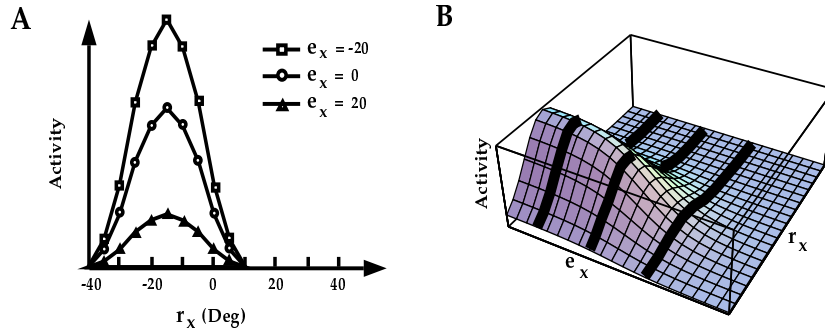 A
Activity
e x = -20
e x = 0
e x = 20
-40 -20 0 20 40
r x (Deg)
B
Activity
e x
r x